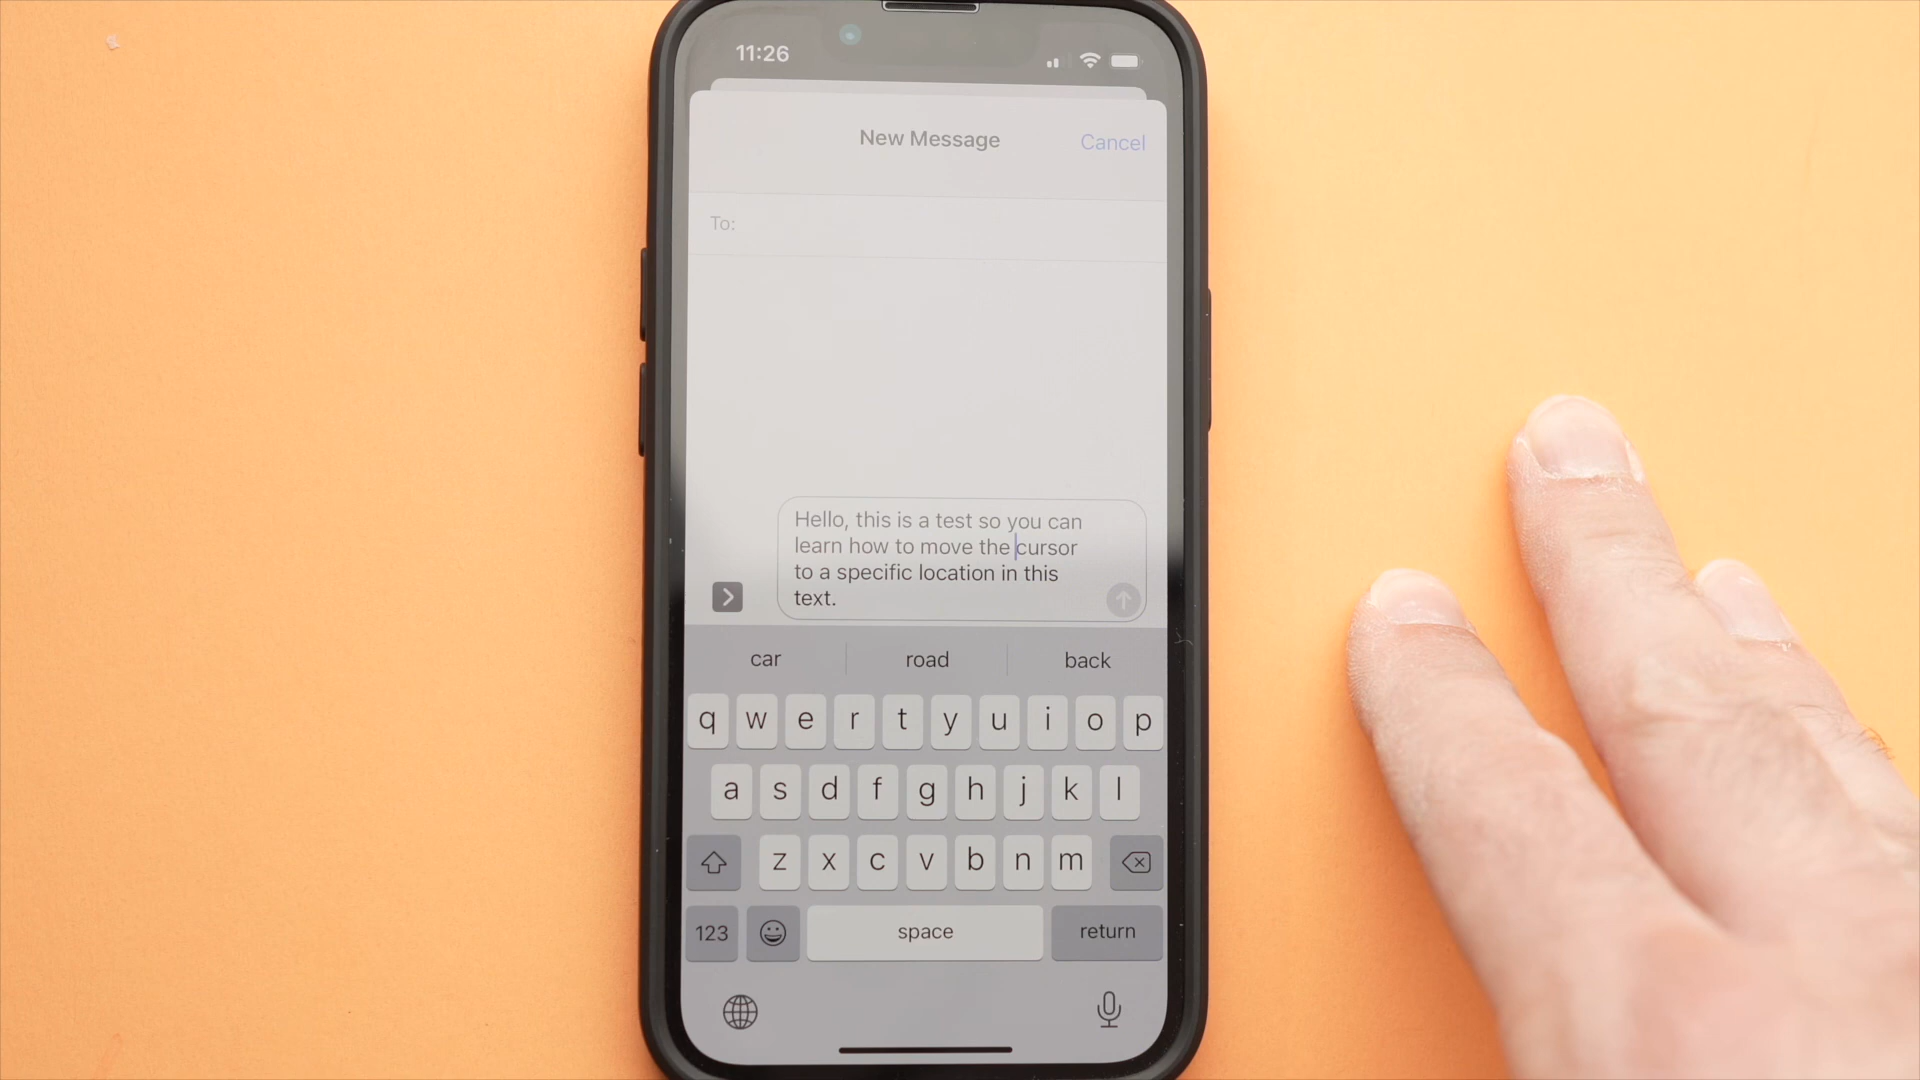 11:26
New Message
Cancel
To:
Hello, this is a test so you can
learn how to move the cursor
to a specific location in this
text.
car road back
q w e r t y u i o p
a s d f g h j k l
z x c v b n m
123 space return